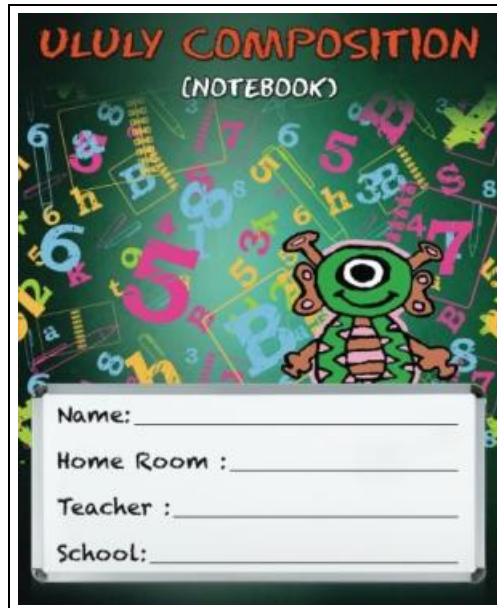 ULULY COMPOSITION
(NOTEBOOK)
Name:
Home Room :
Teacher :
School: